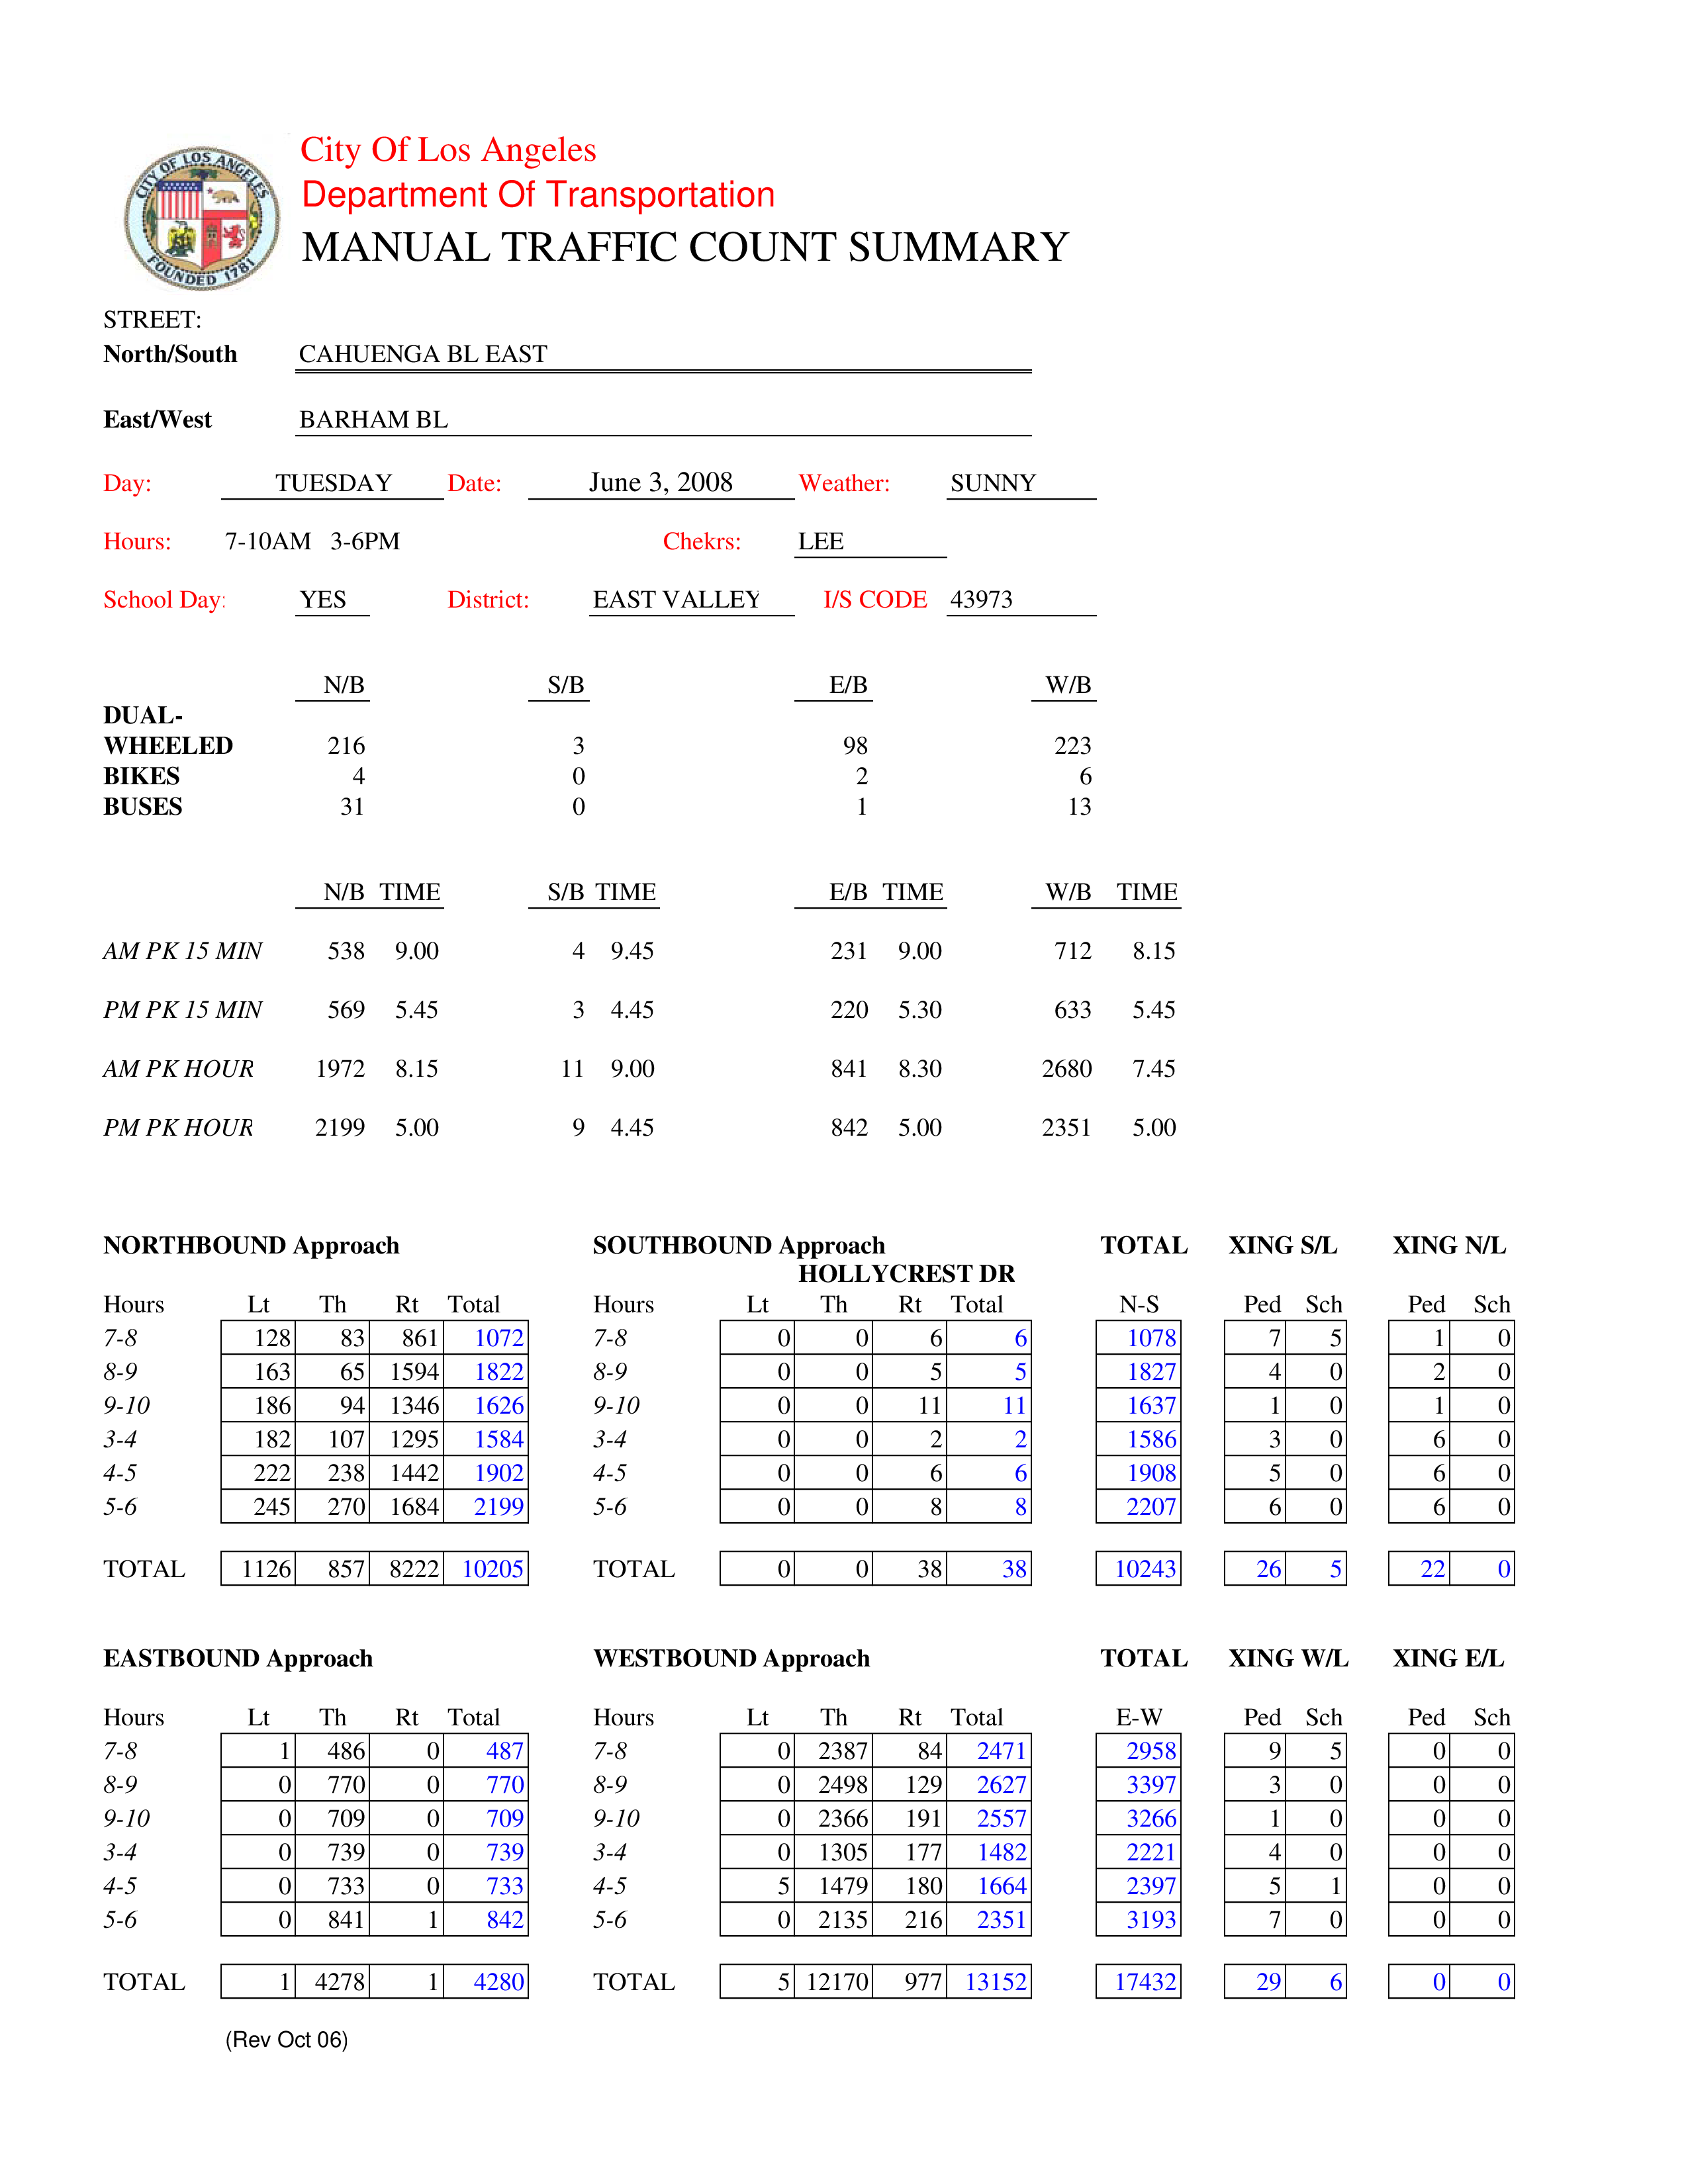 CITY OF LOS ANGELES
FOUNDED 1781
City Of Los Angeles
Department Of Transportation
MANUAL TRAFFIC COUNT SUMMARY
STREET:
North/South CAHUENGA BL EAST
East/West BARHAM BL
Day: TUESDAY Date: June 3, 2008 Weather: SUNNY
Hours: 7-10AM 3-6PM Chekrs: LEE
School Day: YES District: EAST VALLEY I/S CODE 43973
N/B S/B E/B W/B
DUAL-
WHEELED 216 3 98 223
BIKES 4 0 2 6
BUSES 31 0 1 13
N/B TIME S/B TIME E/B TIME W/B TIME
AM PK 15 MIN 538 9.00 4 9.45 231 9.00 712 8.15
PM PK 15 MIN 569 5.45 3 4.45 220 5.30 633 5.45
AM PK HOUR 1972 8.15 11 9.00 841 8.30 2680 7.45
PM PK HOUR 2199 5.00 9 4.45 842 5.00 2351 5.00
NORTHBOUND Approach SOUTHBOUND Approach TOTAL XING S/L XING N/L
HOLLYCREST DR
Hours Lt Th Rt Total Hours Lt Th Rt Total N-S Ped Sch Ped Sch
7-8 128 83 861 1072 7-8 0 0 6 6 1078 7 5 1 0
8-9 163 65 1594 1822 8-9 0 0 5 5 1827 4 0 2 0
9-10 186 94 1346 1626 9-10 0 0 11 11 1637 1 0 1 0
3-4 182 107 1295 1584 3-4 0 0 2 2 1586 3 0 6 0
4-5 222 238 1442 1902 4-5 0 0 6 6 1908 5 0 6 0
5-6 245 270 1684 2199 5-6 0 0 8 8 2207 6 0 6 0
TOTAL 1126 857 8222 10205 TOTAL 0 0 38 38 10243 26 5 22 0
EASTBOUND Approach WESTBOUND Approach TOTAL XING W/L XING E/L
Hours Lt Th Rt Total Hours Lt Th Rt Total E-W Ped Sch Ped Sch
7-8 1 486 0 487 7-8 0 2387 84 2471 2958 9 5 0 0
8-9 0 770 0 770 8-9 0 2498 129 2627 3397 3 0 0 0
9-10 0 709 0 709 9-10 0 2366 191 2557 3266 1 0 0 0
3-4 0 739 0 739 3-4 0 1305 177 1482 2221 4 0 0 0
4-5 0 733 0 733 4-5 5 1479 180 1664 2397 5 1 0 0
5-6 0 841 1 842 5-6 0 2135 216 2351 3193 7 0 0 0
TOTAL 1 4278 1 4280 TOTAL 5 12170 977 13152 17432 29 6 0 0
(Rev Oct 06)